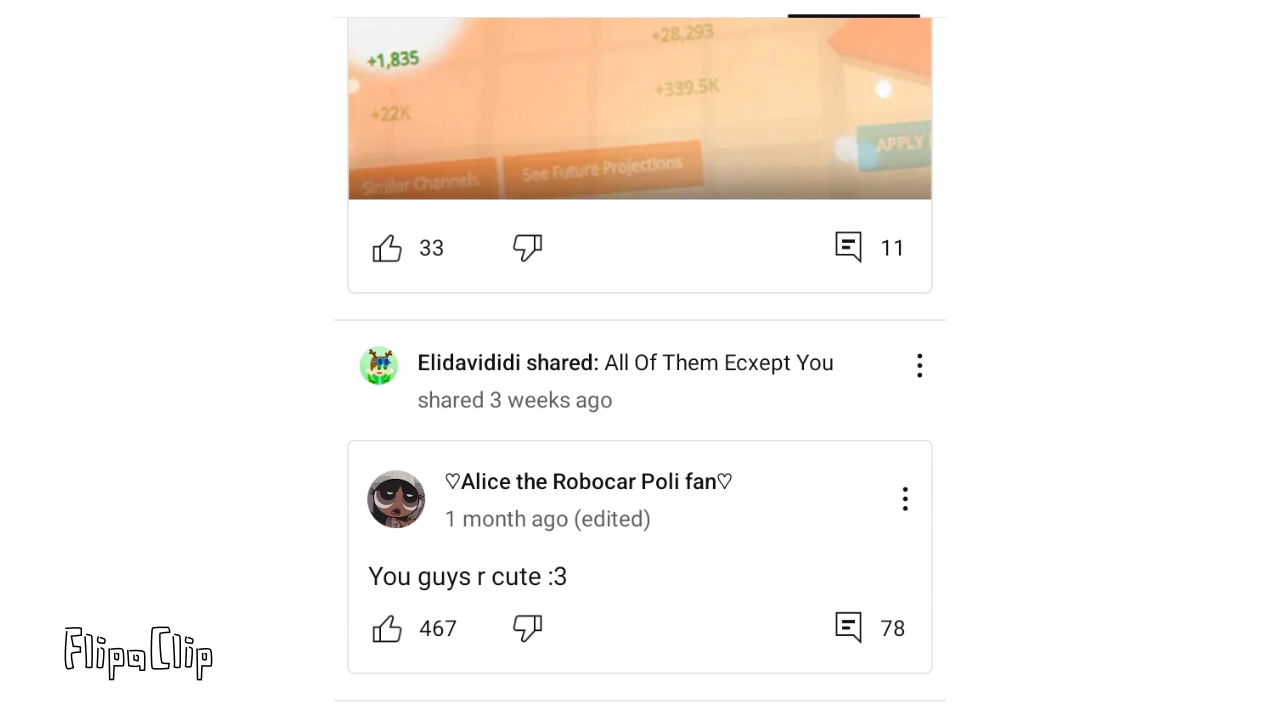 +28,293
+1,835
+339.5K
+22K
APPLY
See Future Projections
Similar Channels
33
11
Elidavididi shared: All Of Them Ecxept You
shared 3 weeks ago
♡Alice the Robocar Poli fan♡
1 month ago (edited)
You guys r cute :3
467
78
FlipaClip